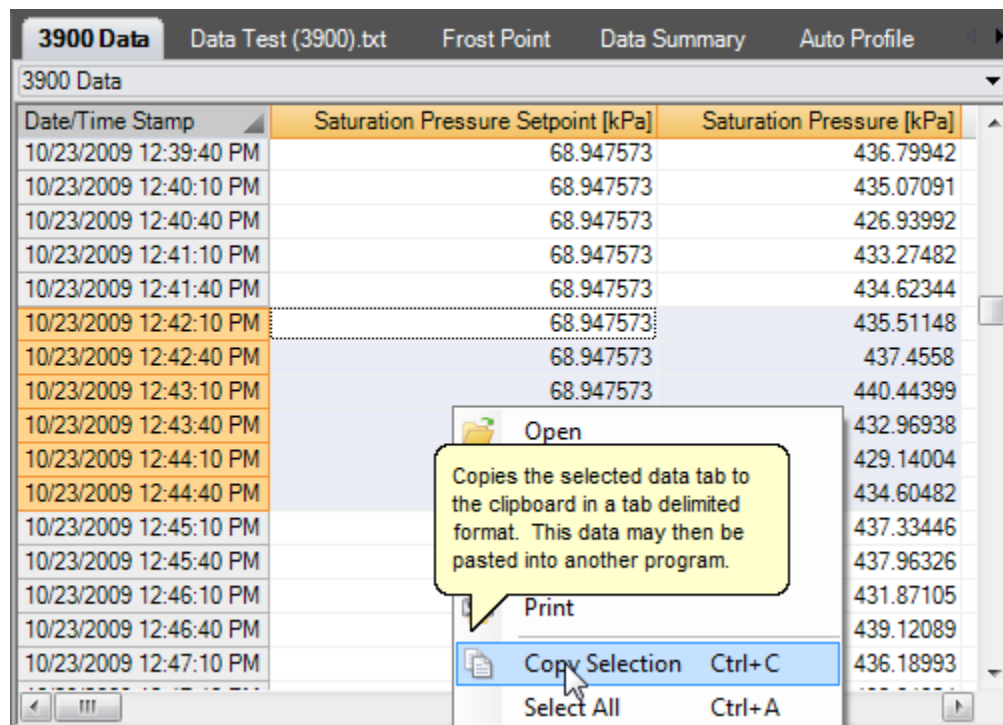 3900 Data Data Test (3900).txt Frost Point Data Summary Auto Profile
3900 Data
Date/Time Stamp Saturation Pressure Setpoint [kPa] Saturation Pressure [kPa]
10/23/2009 12:39:40 PM 68.947573 436.79942
10/23/2009 12:40:10 PM 68.947573 435.07091
10/23/2009 12:40:40 PM 68.947573 426.93992
10/23/2009 12:41:10 PM 68.947573 433.27482
10/23/2009 12:41:40 PM 68.947573 434.62344
10/23/2009 12:42:10 PM 68.947573 435.51148
10/23/2009 12:42:40 PM 68.947573 437.4558
10/23/2009 12:43:10 PM 68.947573 440.44399
10/23/2009 12:43:40 PM 432.96938
10/23/2009 12:44:10 PM 429.14004
10/23/2009 12:44:40 PM 434.60482
10/23/2009 12:45:10 PM 437.33446
10/23/2009 12:45:40 PM 437.96326
10/23/2009 12:46:10 PM 431.87105
10/23/2009 12:46:40 PM 439.12089
10/23/2009 12:47:10 PM 436.18993
Open
Copies the selected data tab to
the clipboard in a tab delimited
format. This data may then be
pasted into another program.
Print
Copy Selection Ctrl+C
Select All Ctrl+A